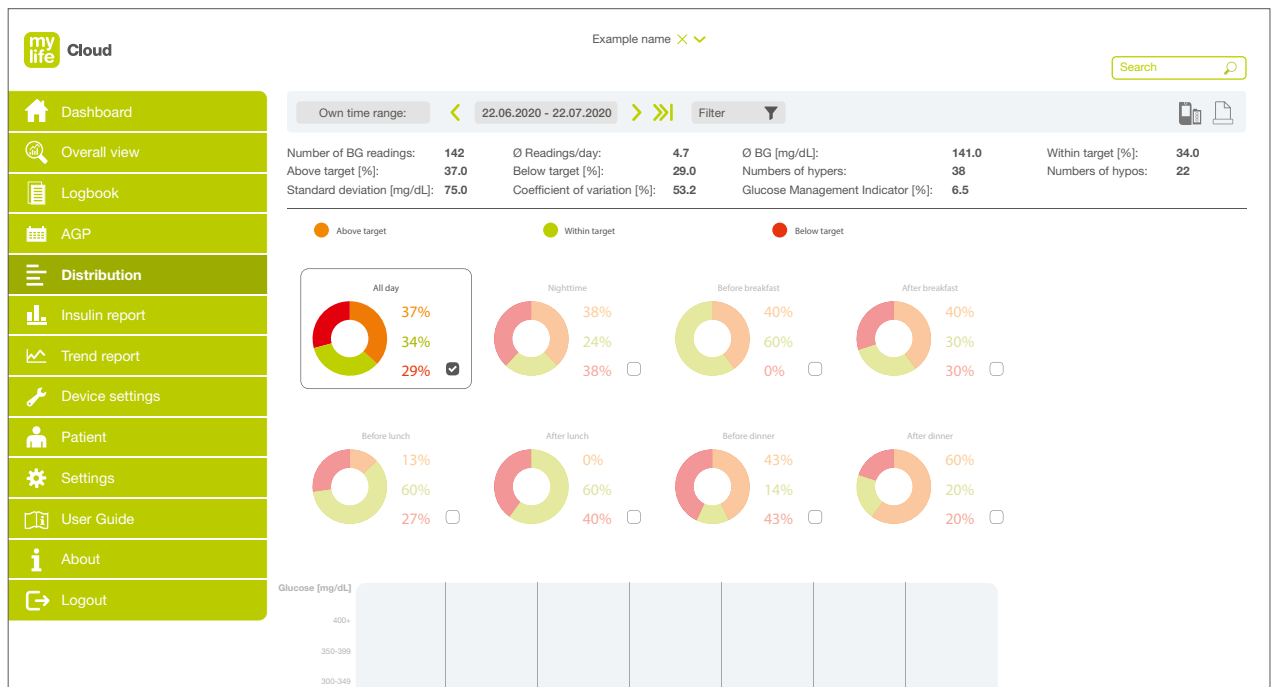 Example name
my
life
Cloud
Search
Dashboard
Overall view
Logbook
AGP
Distribution
Insulin report
Trend report
Device settings
Patient
Settings
User Guide
About
Logout
Own time range:
22.06.2020 - 22.07.2020
Filter
Number of BG readings: 142 Ø Readings/day: 4.7 Ø BG [mg/dL]: 141.0 Within target [%]: 34.0
Above target [%]: 37.0 Below target [%]: 29.0 Numbers of hypers: 38 Numbers of hypos: 22
Standard deviation [mg/dL]: 75.0 Coefficient of variation [%]: 53.2 Glucose Management Indicator [%]: 6.5
Above target Within target Below target
All day
37%
34%
29%
Nighttime
38%
24%
38%
Before breakfast
40%
60%
0%
After breakfast
40%
30%
30%
Before lunch
13%
60%
27%
After lunch
0%
60%
40%
Before dinner
43%
14%
43%
After dinner
60%
20%
20%
Glucose [mg/dL]
400+
350-399
300-349